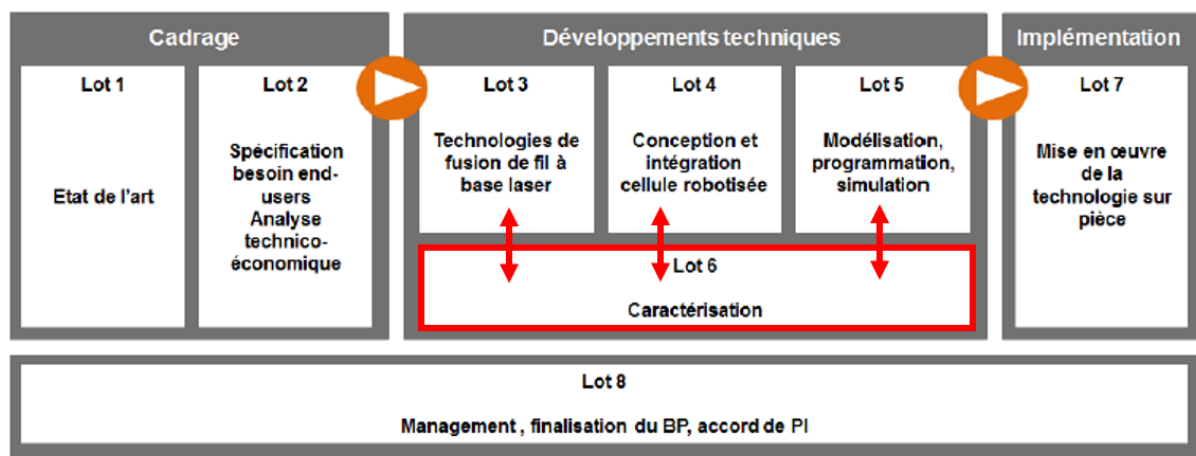 Cadrage
Lot 1
Etat de l'art
Lot 2
Spécification
besoin end-
users
Analyse
technico-
économique
Développements techniques
Lot 3
Technologies de
fusion de fil à
base laser
Lot 4
Conception et
intégration
cellule robotisée
Lot 5
Modélisation,
programmation,
simulation
Lot 6
Caractérisation
Implémentation
Lot 7
Mise en œuvre
de la
technologie sur
pièce
Lot 8
Management , finalisation du BP, accord de PI